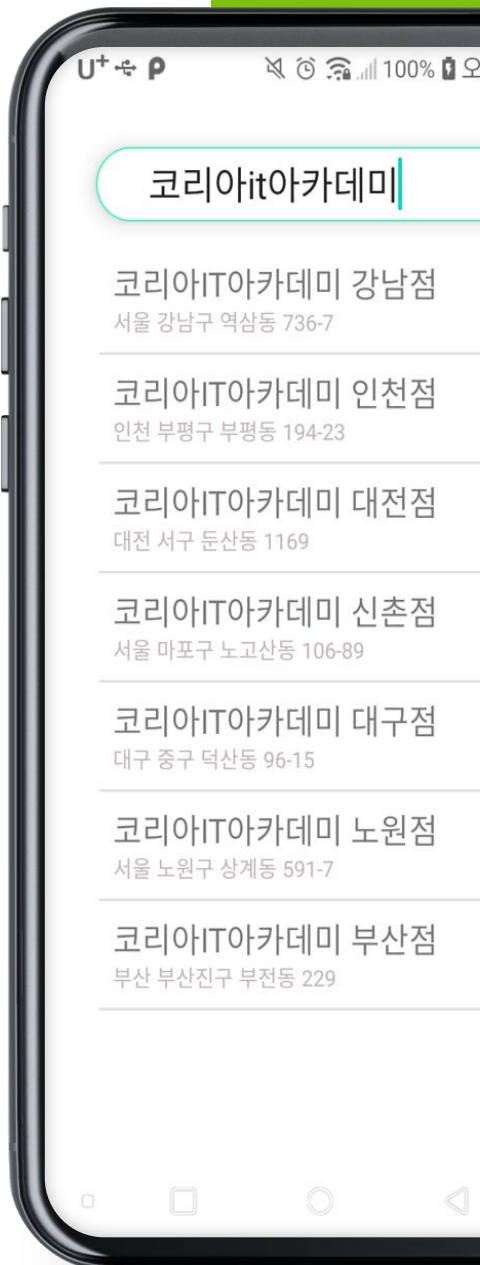 U+ 100% 오
코리아it아카데미
코리아IT아카데미 강남점
서울 강남구 역삼동 736-7
코리아IT아카데미 인천점
인천 부평구 부평동 194-23
코리아IT아카데미 대전점
대전 서구 둔산동 1169
코리아IT아카데미 신촌점
서울 마포구 노고산동 106-89
코리아IT아카데미 대구점
대구 중구 덕산동 96-15
코리아IT아카데미 노원점
서울 노원구 상계동 591-7
코리아IT아카데미 부산점
부산 부산진구 부전동 229